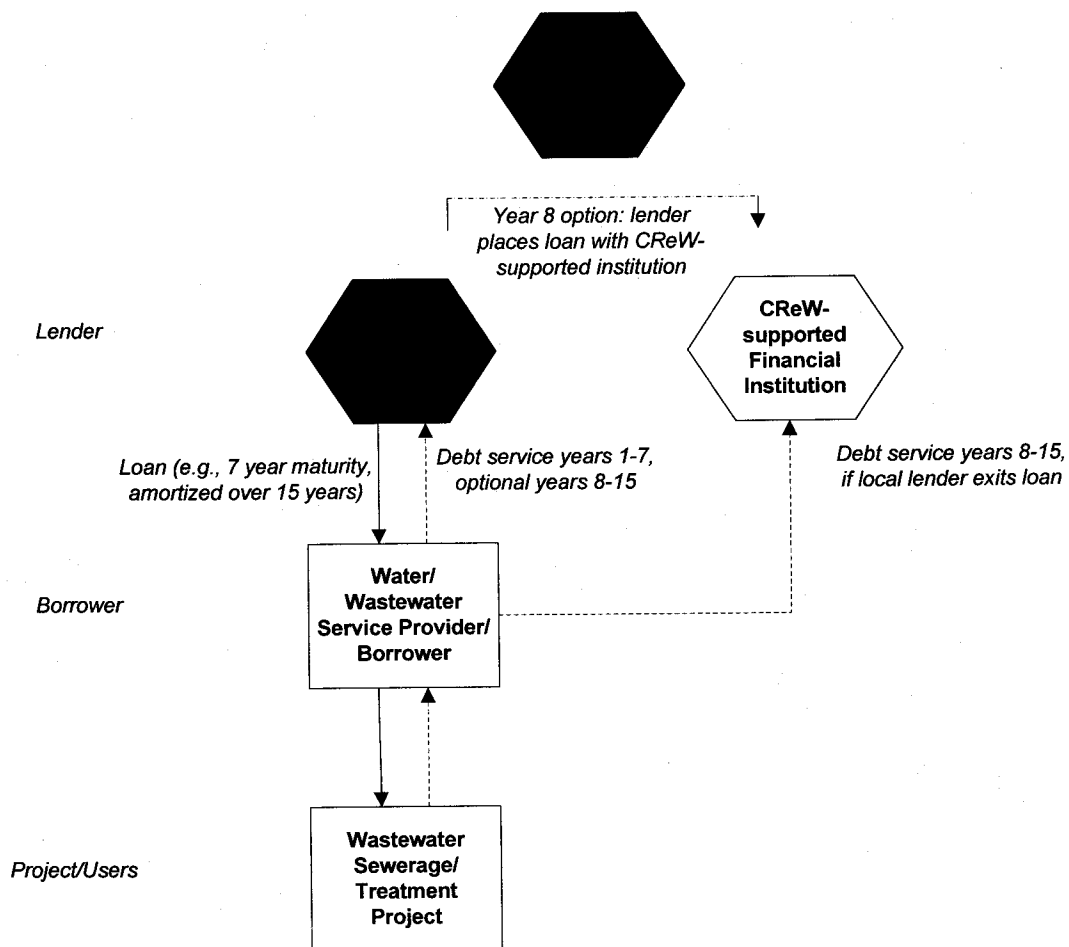 Year 8 option: lender
places loan with CReW-
supported institution
Lender
CReW-
supported
Financial
Institution
Loan (e.g., 7 year maturity,
amortized over 15 years)
Debt service years 1-7,
optional years 8-15
Debt service years 8-15,
if local lender exits loan
Borrower
Water/
Wastewater
Service Provider/
Borrower
Project/Users
Wastewater
Sewerage/
Treatment
Project